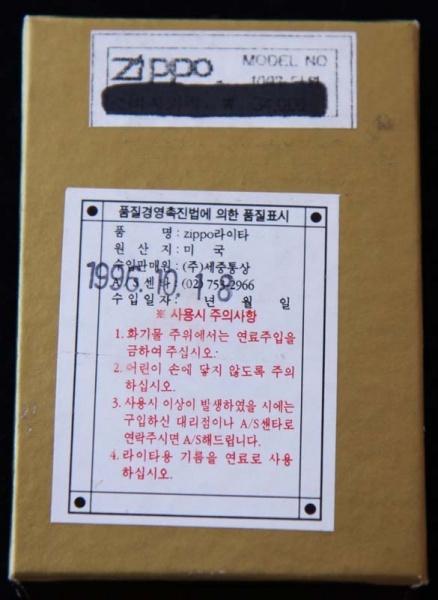 zippo MODEL NO
품질경영촉진법에 의한 품질표시
품 명 : zippo라이타
원 산 지 : 미 국
수입판매원 : (주)세중통상
A/S 센타 : (02) 753-2966
1996.10.18
수입일자 : 년 월 일
※ 사용시 주의사항
1. 화기물 주위에서는 연료주입을
금하여 주십시오.
2. 어린이 손에 닿지 않도록 주의
하십시오.
3. 사용시 이상이 발생하였을 시에는
구입하신 대리점이나 A/S센타로
연락주시면 A/S해드립니다.
4. 라이타용 기름을 연료로 사용
하십시오.